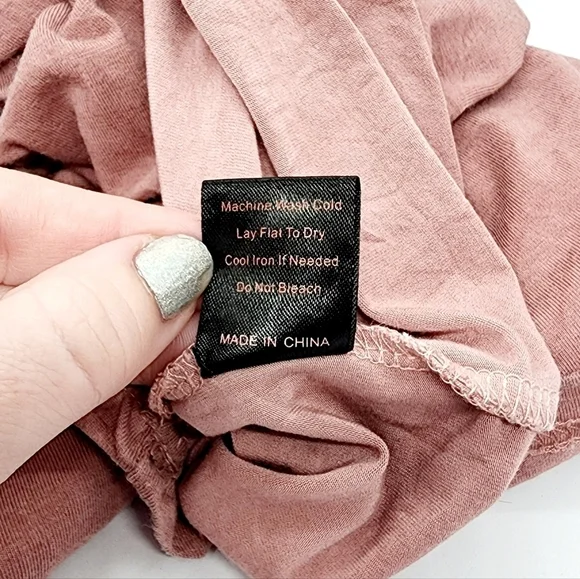 Machine Wash Cold
Lay Flat To Dry
Cool Iron If Needed
Do Not Bleach
MADE IN CHINA